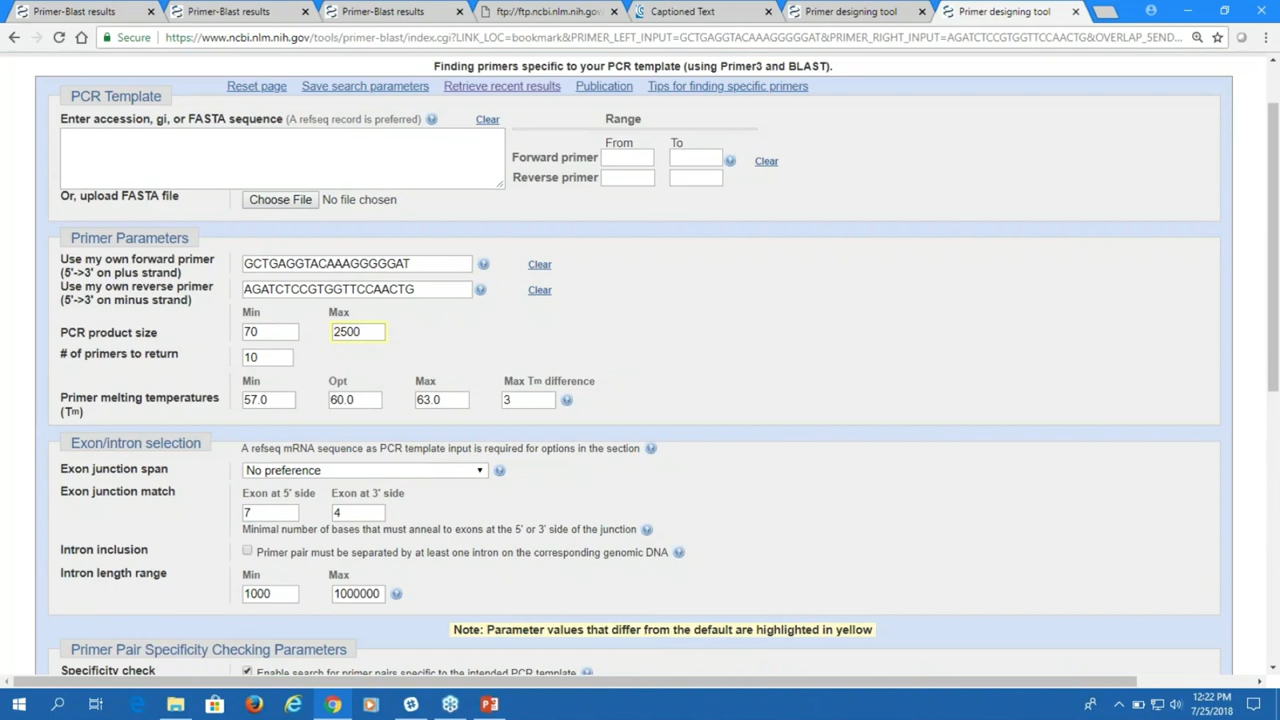 Primer-Blast results
Primer-Blast results
Primer-Blast results
ftp://ftp.ncbi.nlm.nih.gov
Captioned Text
Primer designing tool
Primer designing tool
Secure https://www.ncbi.nlm.nih.gov/tools/primer-blast/index.cgi?LINK_LOC=bookmark&PRIMER_LEFT_INPUT=GCTGAGGTACAAAGGGGGAT&PRIMER_RIGHT_INPUT=AGATCTCCGTGGTTCCAACTG&OVERLAP_5END...
Finding primers specific to your PCR template (using Primer3 and BLAST).
Reset page Save search parameters Retrieve recent results Publication Tips for finding specific primers
PCR Template
Enter accession, gi, or FASTA sequence (A refseq record is preferred) Clear Range
From To
Forward primer Clear
Reverse primer
Or, upload FASTA file Choose File No file chosen
Primer Parameters
Use my own forward primer
(5'->3' on plus strand) GCTGAGGTACAAAGGGGGAT Clear
Use my own reverse primer
(5'->3' on minus strand) AGATCTCCGTGGTTCCAACTG Clear
Min Max
PCR product size 70 2500
# of primers to return 10
Min Opt Max Max Tm difference
Primer melting temperatures
(Tm) 57.0 60.0 63.0 3
Exon/intron selection A refseq mRNA sequence as PCR template input is required for options in the section
Exon junction span No preference
Exon junction match Exon at 5' side Exon at 3' side
7 4
Minimal number of bases that must anneal to exons at the 5' or 3' side of the junction
Intron inclusion Primer pair must be separated by at least one intron on the corresponding genomic DNA
Intron length range Min Max
1000 1000000
Note: Parameter values that differ from the default are highlighted in yellow
Primer Pair Specificity Checking Parameters
Specificity check Enable search for primer pairs specific to the intended PCR template
12:22 PM
7/25/2018